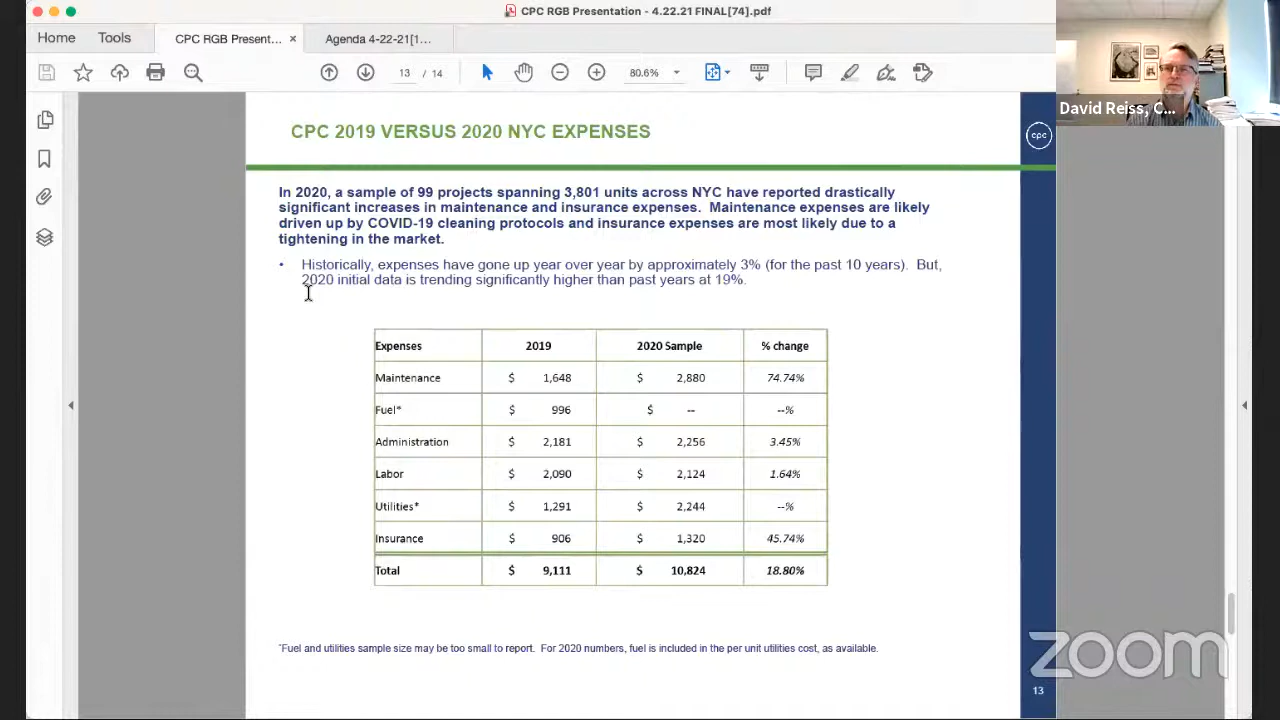 CPC RGB Presentation - 4.22.21 FINAL[74].pdf
Home Tools CPC RGB Present... × Agenda 4-22-21[1...
13 / 14 80.6%
David Reiss, C...
CPC 2019 VERSUS 2020 NYC EXPENSES
cpc
In 2020, a sample of 99 projects spanning 3,801 units across NYC have reported drastically
significant increases in maintenance and insurance expenses. Maintenance expenses are likely
driven up by COVID-19 cleaning protocols and insurance expenses are most likely due to a
tightening in the market.
• Historically, expenses have gone up year over year by approximately 3% (for the past 10 years). But,
2020 initial data is trending significantly higher than past years at 19%.
Expenses 2019 2020 Sample % change
Maintenance $ 1,648 $ 2,880 74.74%
Fuel* $ 996 $ -- --%
Administration $ 2,181 $ 2,256 3.45%
Labor $ 2,090 $ 2,124 1.64%
Utilities* $ 1,291 $ 2,244 --%
Insurance $ 906 $ 1,320 45.74%
Total $ 9,111 $ 10,824 18.80%
*Fuel and utilities sample size may be too small to report. For 2020 numbers, fuel is included in the per unit utilities cost, as available.
zoom
13